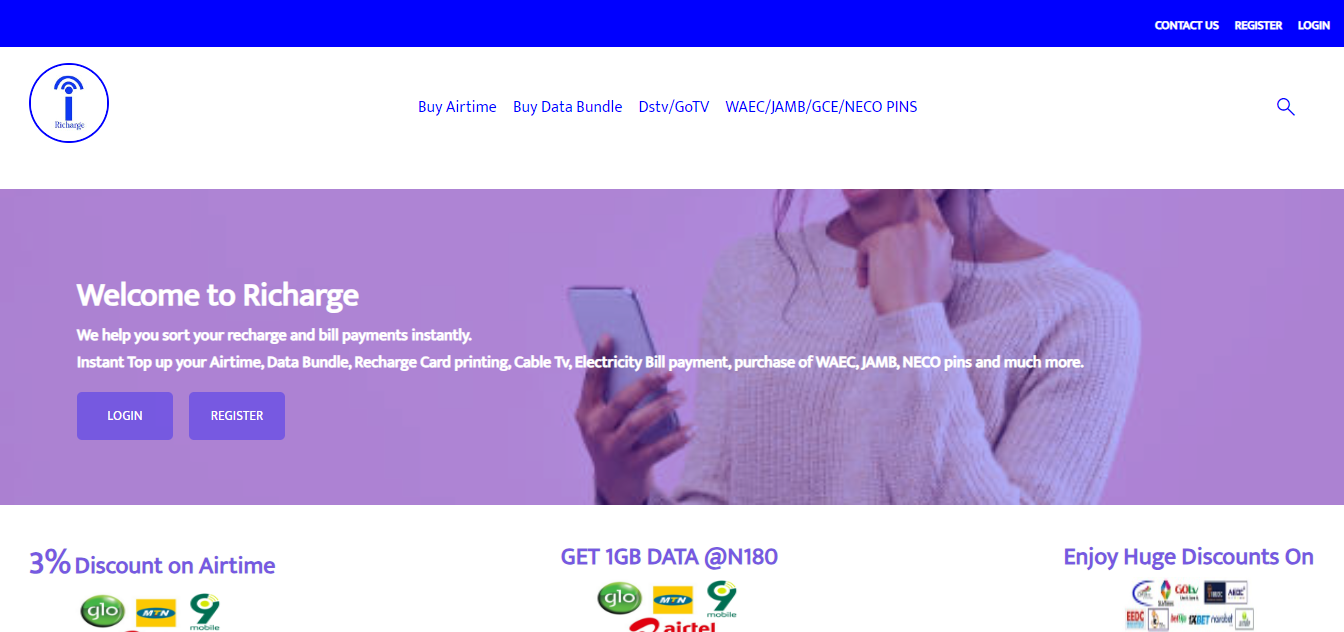 CONTACT US REGISTER LOGIN
Richarge
Buy Airtime Buy Data Bundle Dstv/GoTV WAEC/JAMB/GCE/NECO PINS
Welcome to Richarge
We help you sort your recharge and bill payments instantly.
Instant Top up your Airtime, Data Bundle, Recharge Card printing, Cable Tv, Electricity Bill payment, purchase of WAEC, JAMB, NECO pins and much more.
LOGIN REGISTER
3% Discount on Airtime
GET 1GB DATA @N180
Enjoy Huge Discounts On
glo MTN 9 mobile
glo MTN 9 mobile
airtel
GOtv
EEDC 1XBET nairabet